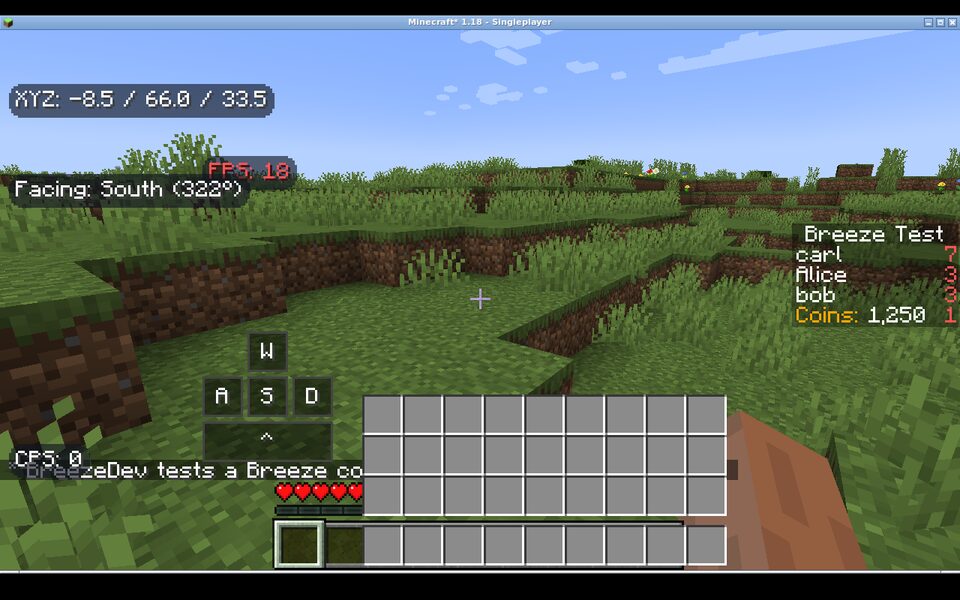 Minecraft* 1.18 - Singleplayer
XYZ: -8.5 / 66.0 / 33.5
FPS: 18
Facing: South (322°)
Breeze Test
carl 7
Alice 3
bob 3
Coins: 1,250 1
W
A S D
^
CPS: 0
BreezeDev tests a Breeze co